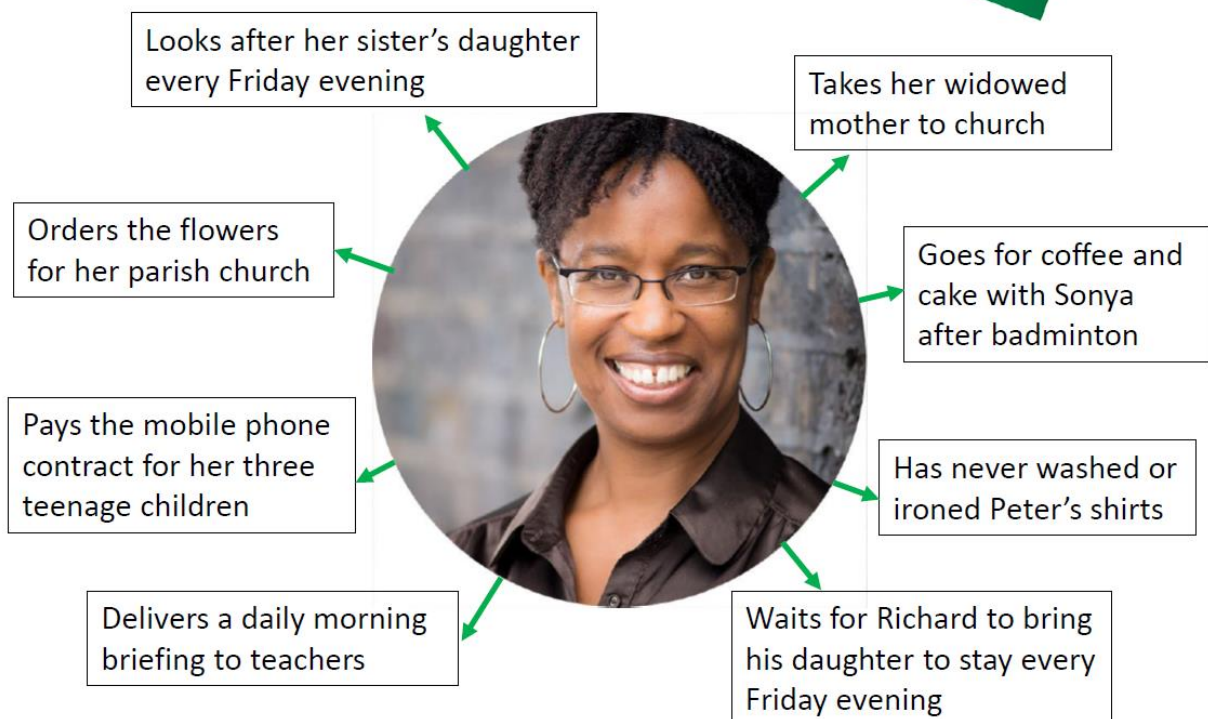 Looks after her sister’s daughter
every Friday evening
Takes her widowed
mother to church
Orders the flowers
for her parish church
Goes for coffee and
cake with Sonya
after badminton
Pays the mobile phone
contract for her three
teenage children
Has never washed or
ironed Peter’s shirts
Delivers a daily morning
briefing to teachers
Waits for Richard to bring
his daughter to stay every
Friday evening